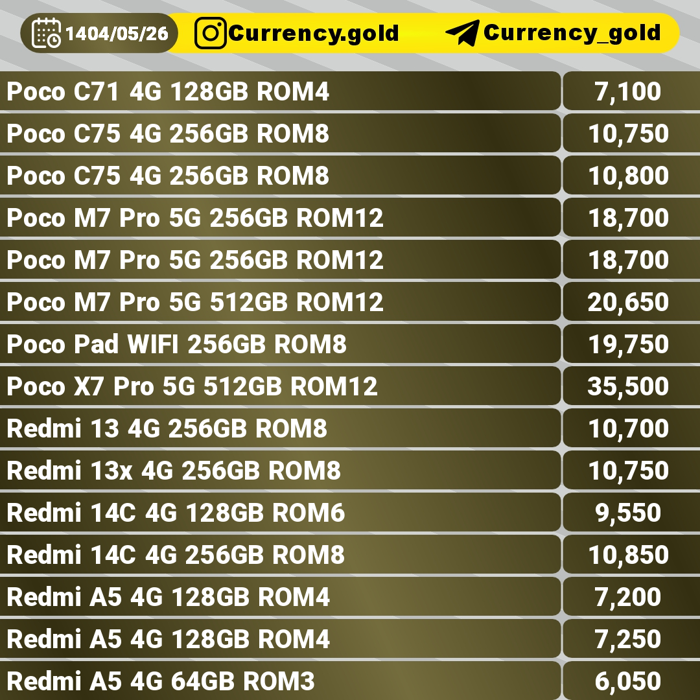 1404/05/26 Currency.gold Currency_gold
Poco C71 4G 128GB ROM4 7,100
Poco C75 4G 256GB ROM8 10,750
Poco C75 4G 256GB ROM8 10,800
Poco M7 Pro 5G 256GB ROM12 18,700
Poco M7 Pro 5G 256GB ROM12 18,700
Poco M7 Pro 5G 512GB ROM12 20,650
Poco Pad WIFI 256GB ROM8 19,750
Poco X7 Pro 5G 512GB ROM12 35,500
Redmi 13 4G 256GB ROM8 10,700
Redmi 13x 4G 256GB ROM8 10,750
Redmi 14C 4G 128GB ROM6 9,550
Redmi 14C 4G 256GB ROM8 10,850
Redmi A5 4G 128GB ROM4 7,200
Redmi A5 4G 128GB ROM4 7,250
Redmi A5 4G 64GB ROM3 6,050